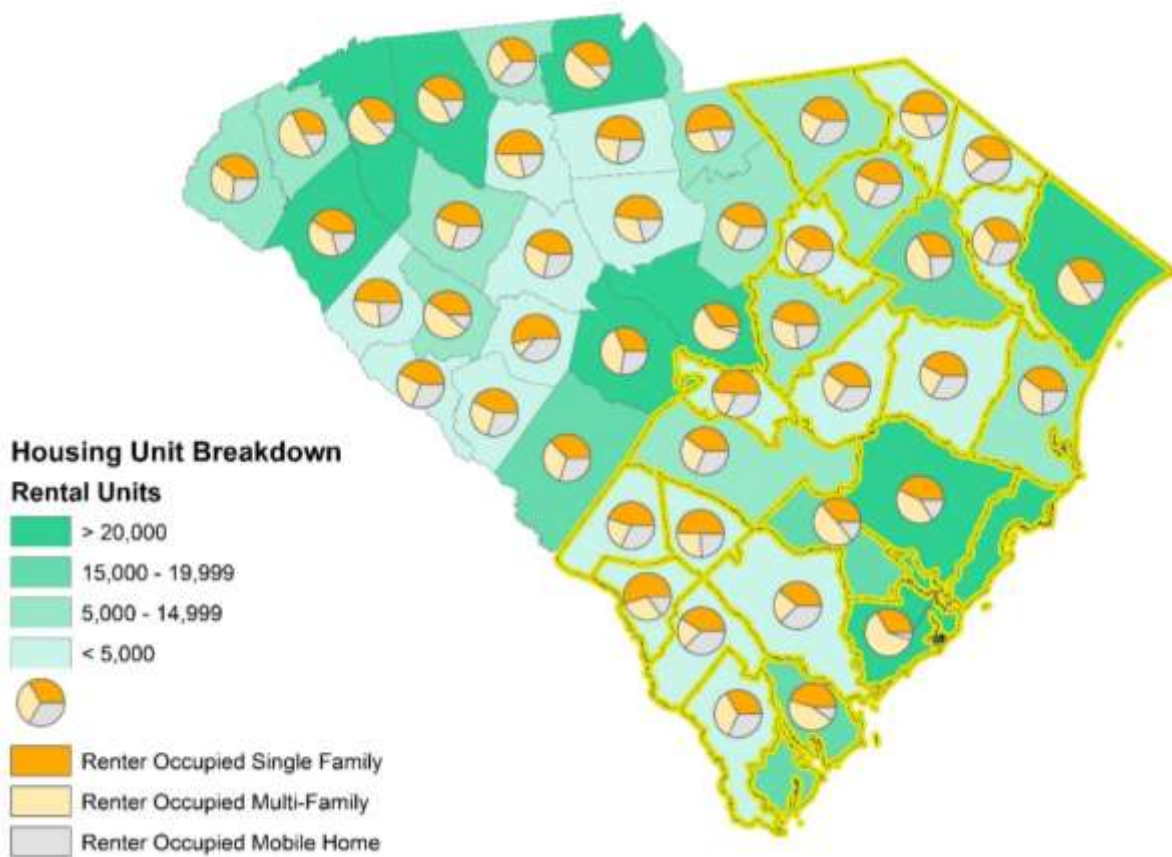 Housing Unit Breakdown
Rental Units
> 20,000
15,000 - 19,999
5,000 - 14,999
< 5,000
Renter Occupied Single Family
Renter Occupied Multi-Family
Renter Occupied Mobile Home